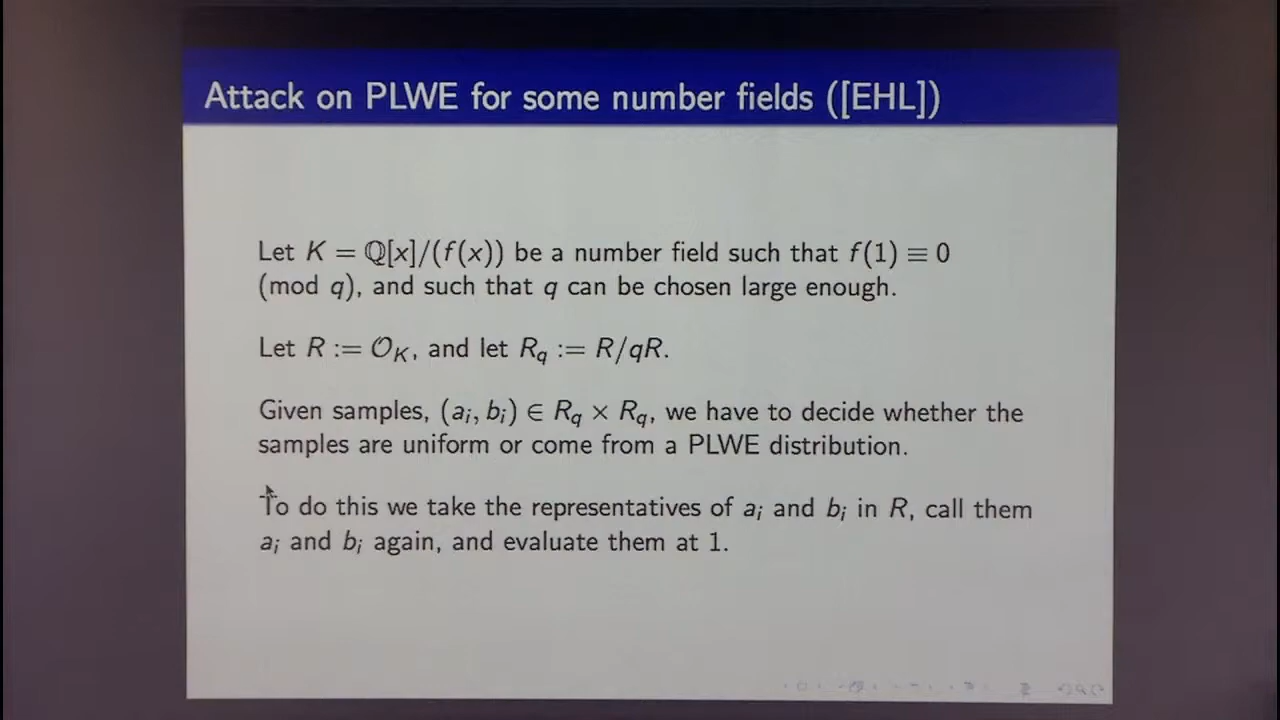 Attack on PLWE for some number fields ([EHL])
Let K = ℚ[x]/(f(x)) be a number field such that f(1) ≡ 0
(mod q), and such that q can be chosen large enough.
Let R := 𝒪_K, and let R_q := R/qR.
Given samples, (a_i, b_i) ∈ R_q × R_q, we have to decide whether the
samples are uniform or come from a PLWE distribution.
To do this we take the representatives of a_i and b_i in R, call them
a_i and b_i again, and evaluate them at 1.